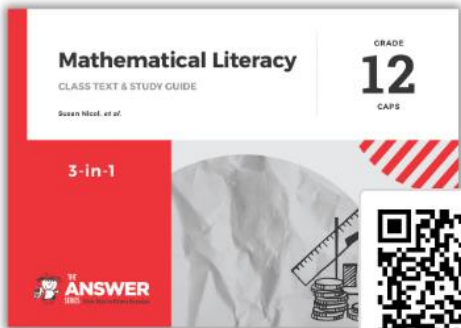 Mathematical Literacy
CLASS TEXT & STUDY GUIDE
Susan Nicol, et al.
GRADE
12
CAPS
3-in-1
THE
ANSWER
SERIES